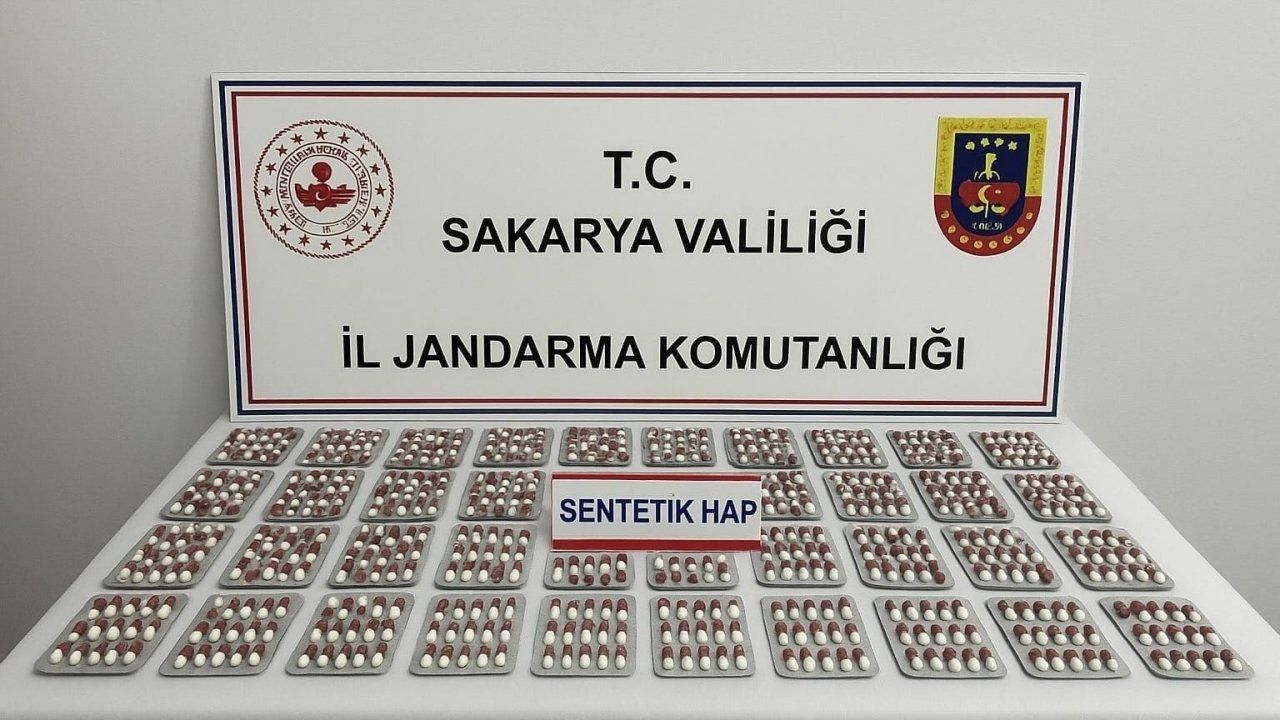 T.C.
SAKARYA VALİLİĞİ
İL JANDARMA KOMUTANLIĞI
SENTETİK HAP